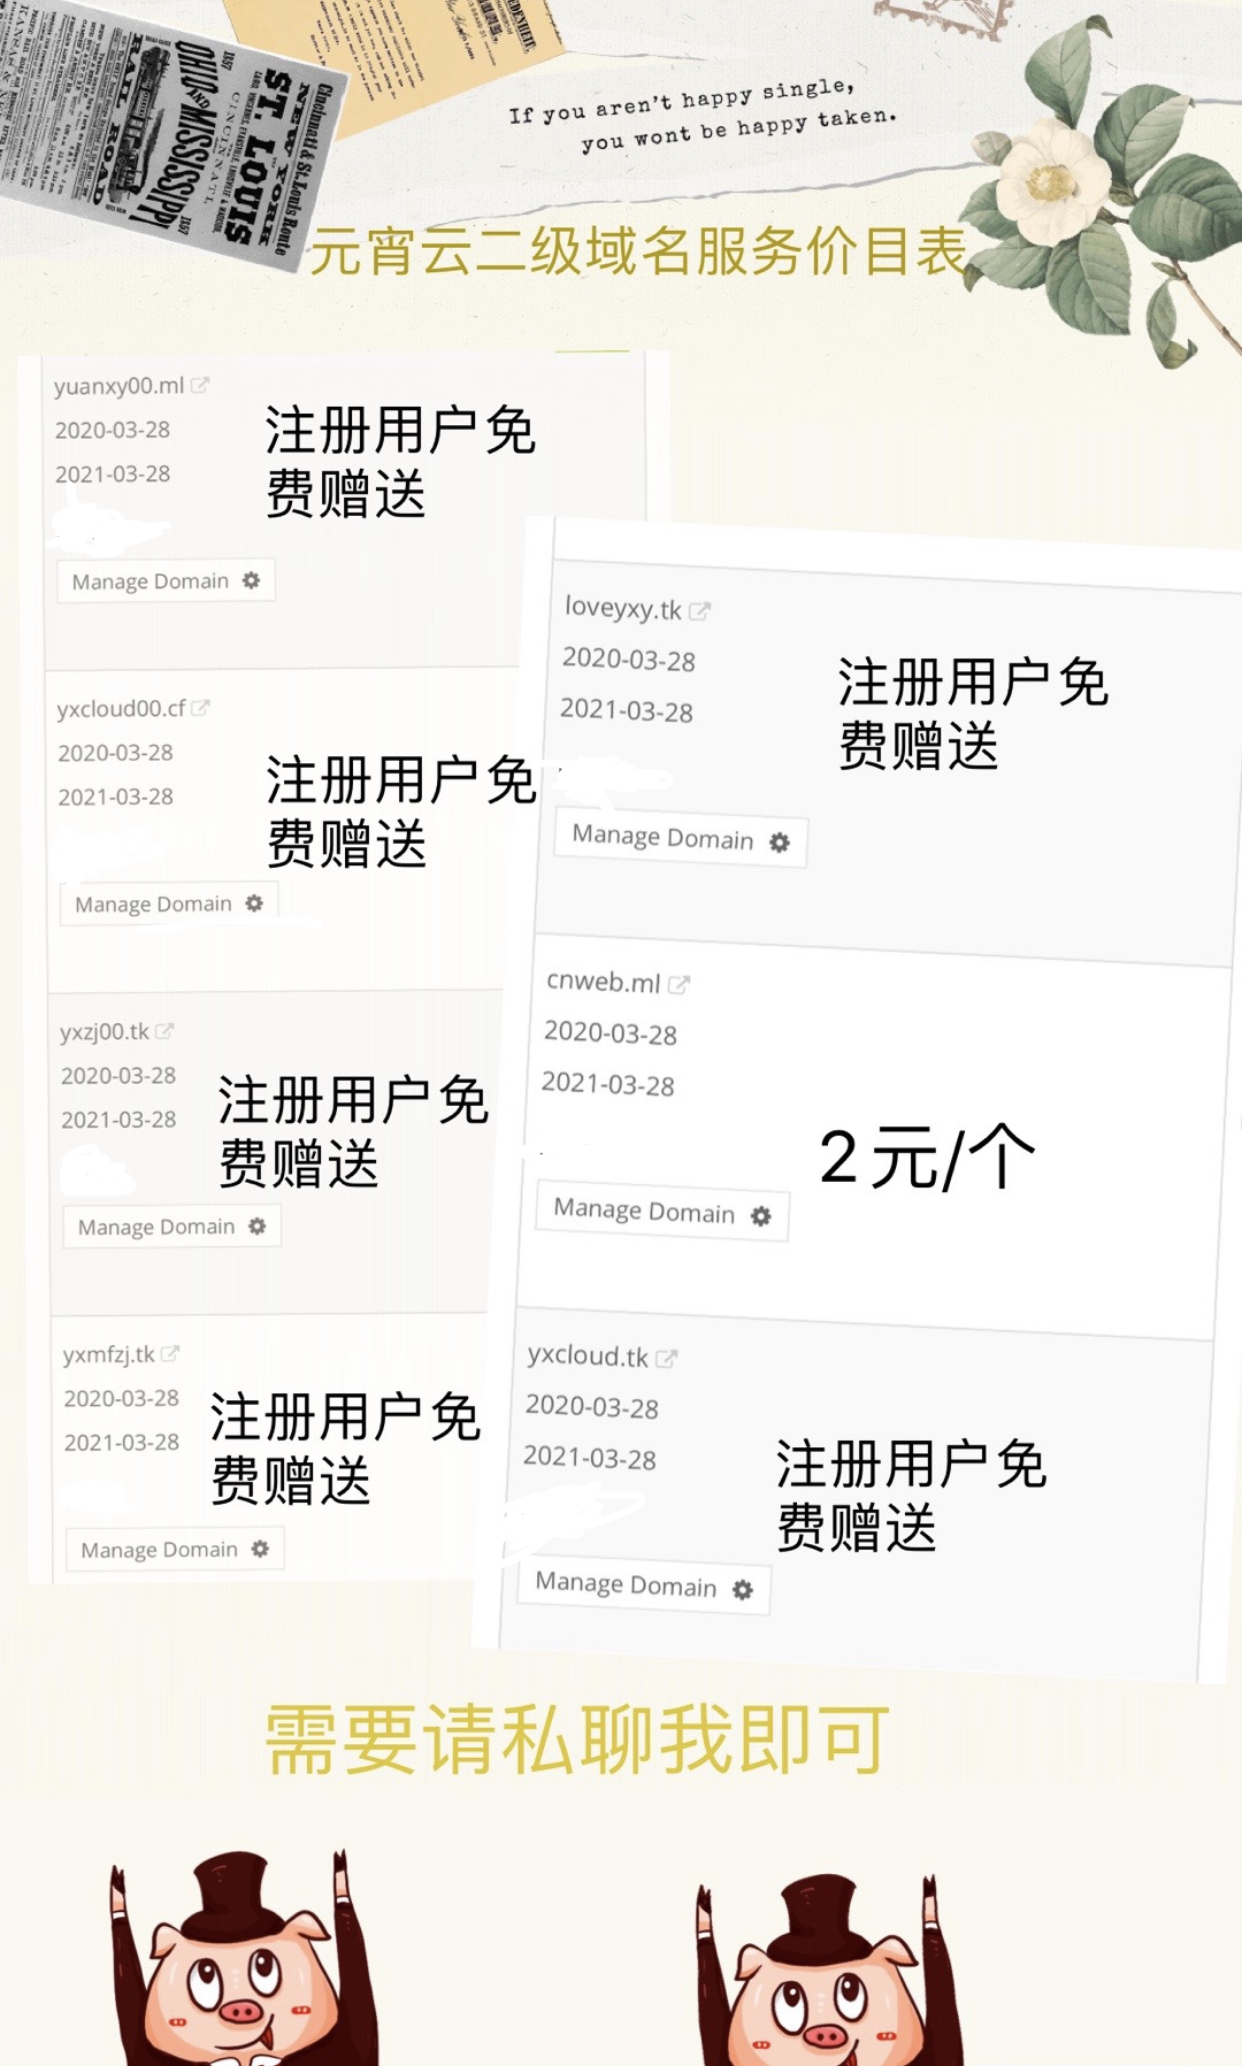 Cincinnati & St. Louis Route
NEW YORK
ST. LOUIS
CINCINNATI,
1857
OHIO AND MISSISSIPPI
1857
RAIL ROAD
If you aren't happy single,
you wont be happy taken.
元宵云二级域名服务价目表
yuanxy00.ml
2020-03-28
2021-03-28
注册用户免
费赠送
Manage Domain
yxcloud00.cf
2020-03-28
2021-03-28
注册用户免
费赠送
Manage Domain
yxzj00.tk
2020-03-28
2021-03-28
注册用户免
费赠送
Manage Domain
yxmfzj.tk
2020-03-28
2021-03-28
注册用户免
费赠送
Manage Domain
loveyxy.tk
2020-03-28
2021-03-28
注册用户免
费赠送
Manage Domain
cnweb.ml
2020-03-28
2021-03-28
2元/个
Manage Domain
yxcloud.tk
2020-03-28
2021-03-28
注册用户免
费赠送
Manage Domain
需要请私聊我即可